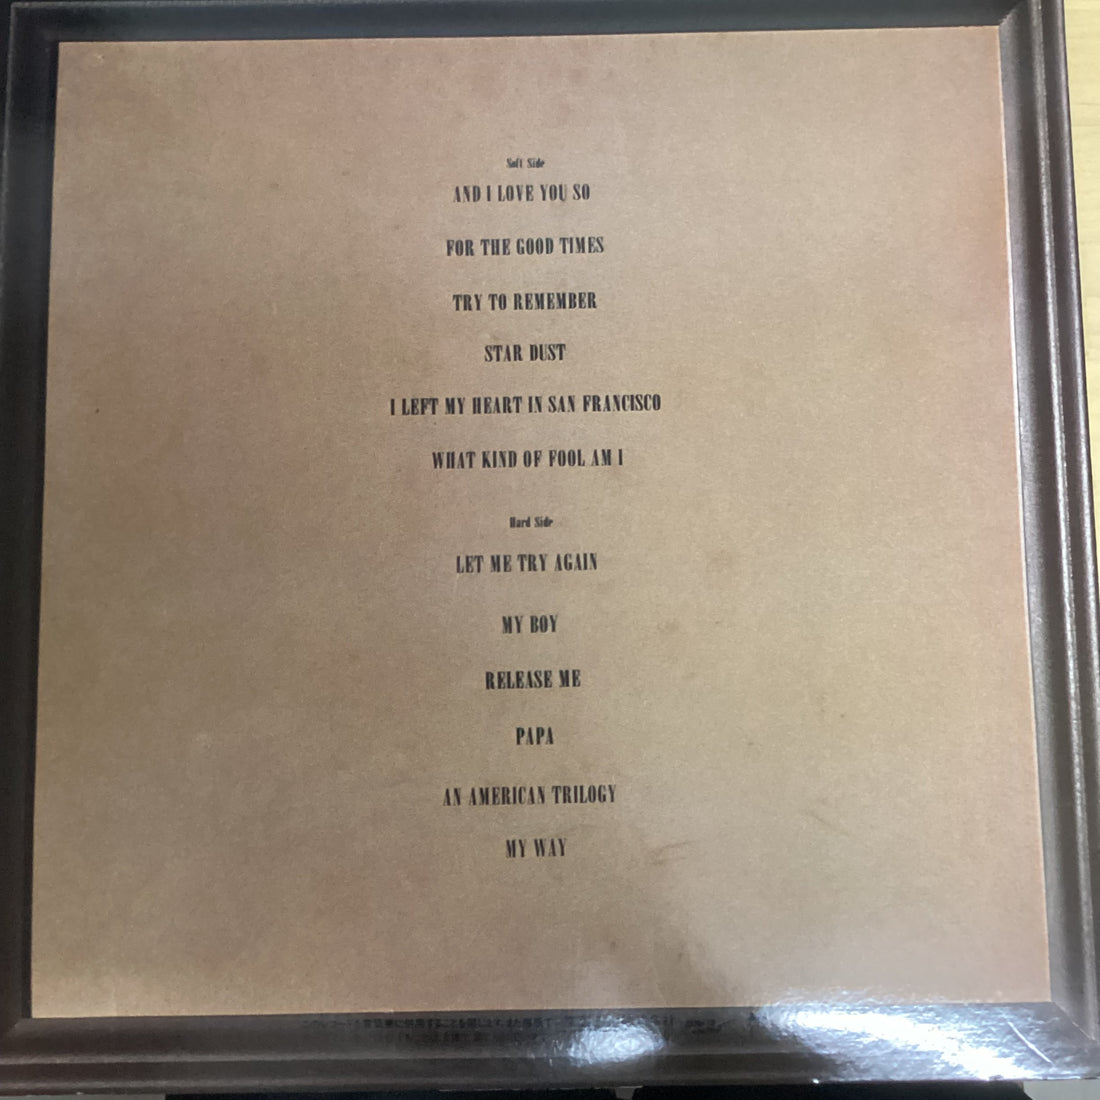 Soft Side
AND I LOVE YOU SO
FOR THE GOOD TIMES
TRY TO REMEMBER
STAR DUST
I LEFT MY HEART IN SAN FRANCISCO
WHAT KIND OF FOOL AM I
Hard Side
LET ME TRY AGAIN
MY BOY
RELEASE ME
PAPA
AN AMERICAN TRILOGY
MY WAY